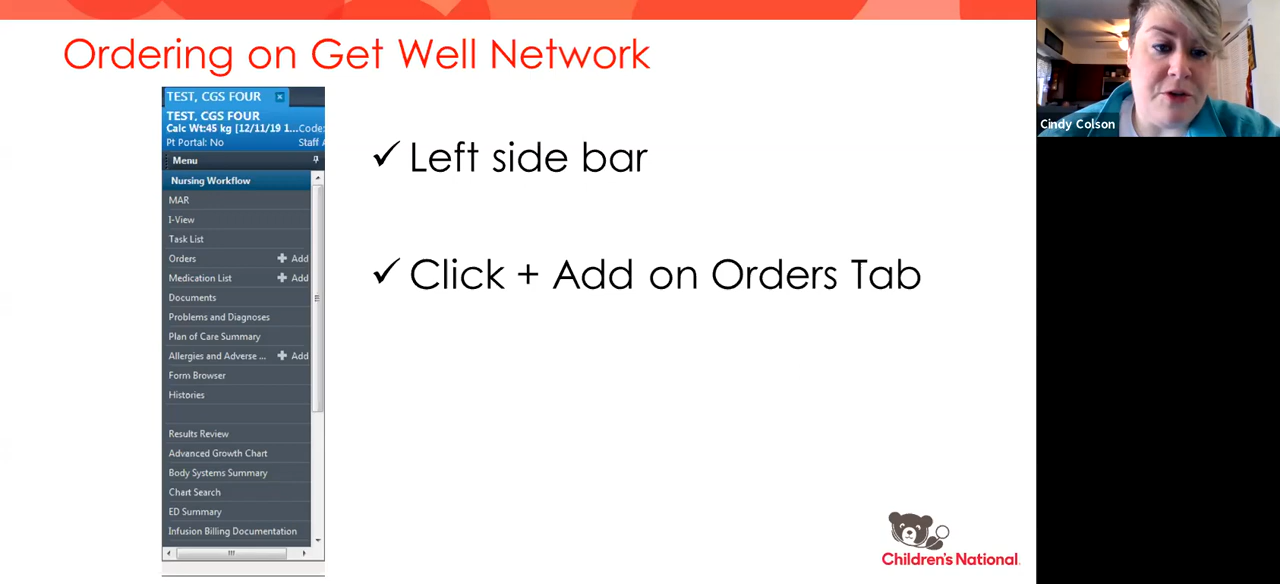 Ordering on Get Well Network
TEST, CGS FOUR
TEST, CGS FOUR
Calc Wt:45 kg [12/11/19 1...Code:
Pt Portal: No Staff A
Menu
Nursing Workflow
MAR
I-View
Task List
Orders + Add
Medication List + Add
Documents
Problems and Diagnoses
Plan of Care Summary
Allergies and Adverse ... + Add
Form Browser
Histories
Results Review
Advanced Growth Chart
Body Systems Summary
Chart Search
ED Summary
Infusion Billing Documentation
✓ Left side bar
✓ Click + Add on Orders Tab
Children's National
Cindy Colson